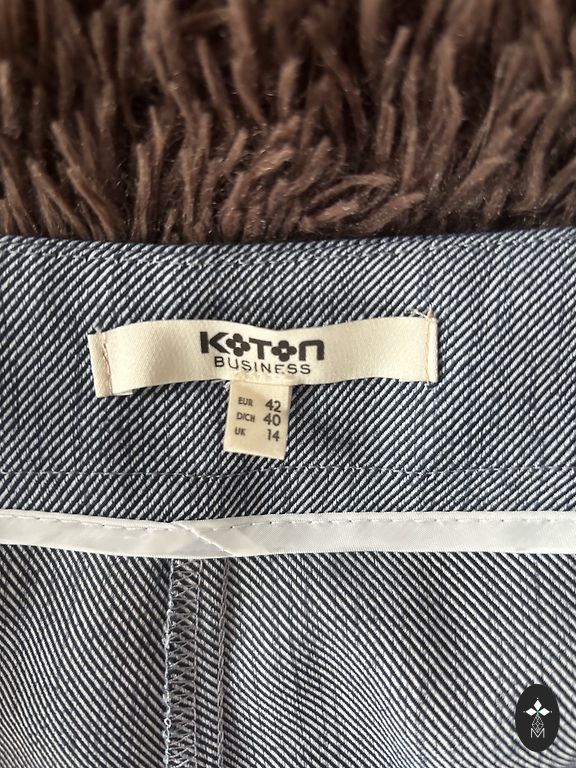 KOTON
BUSINESS
EUR 42
D/CH 40
UK 14